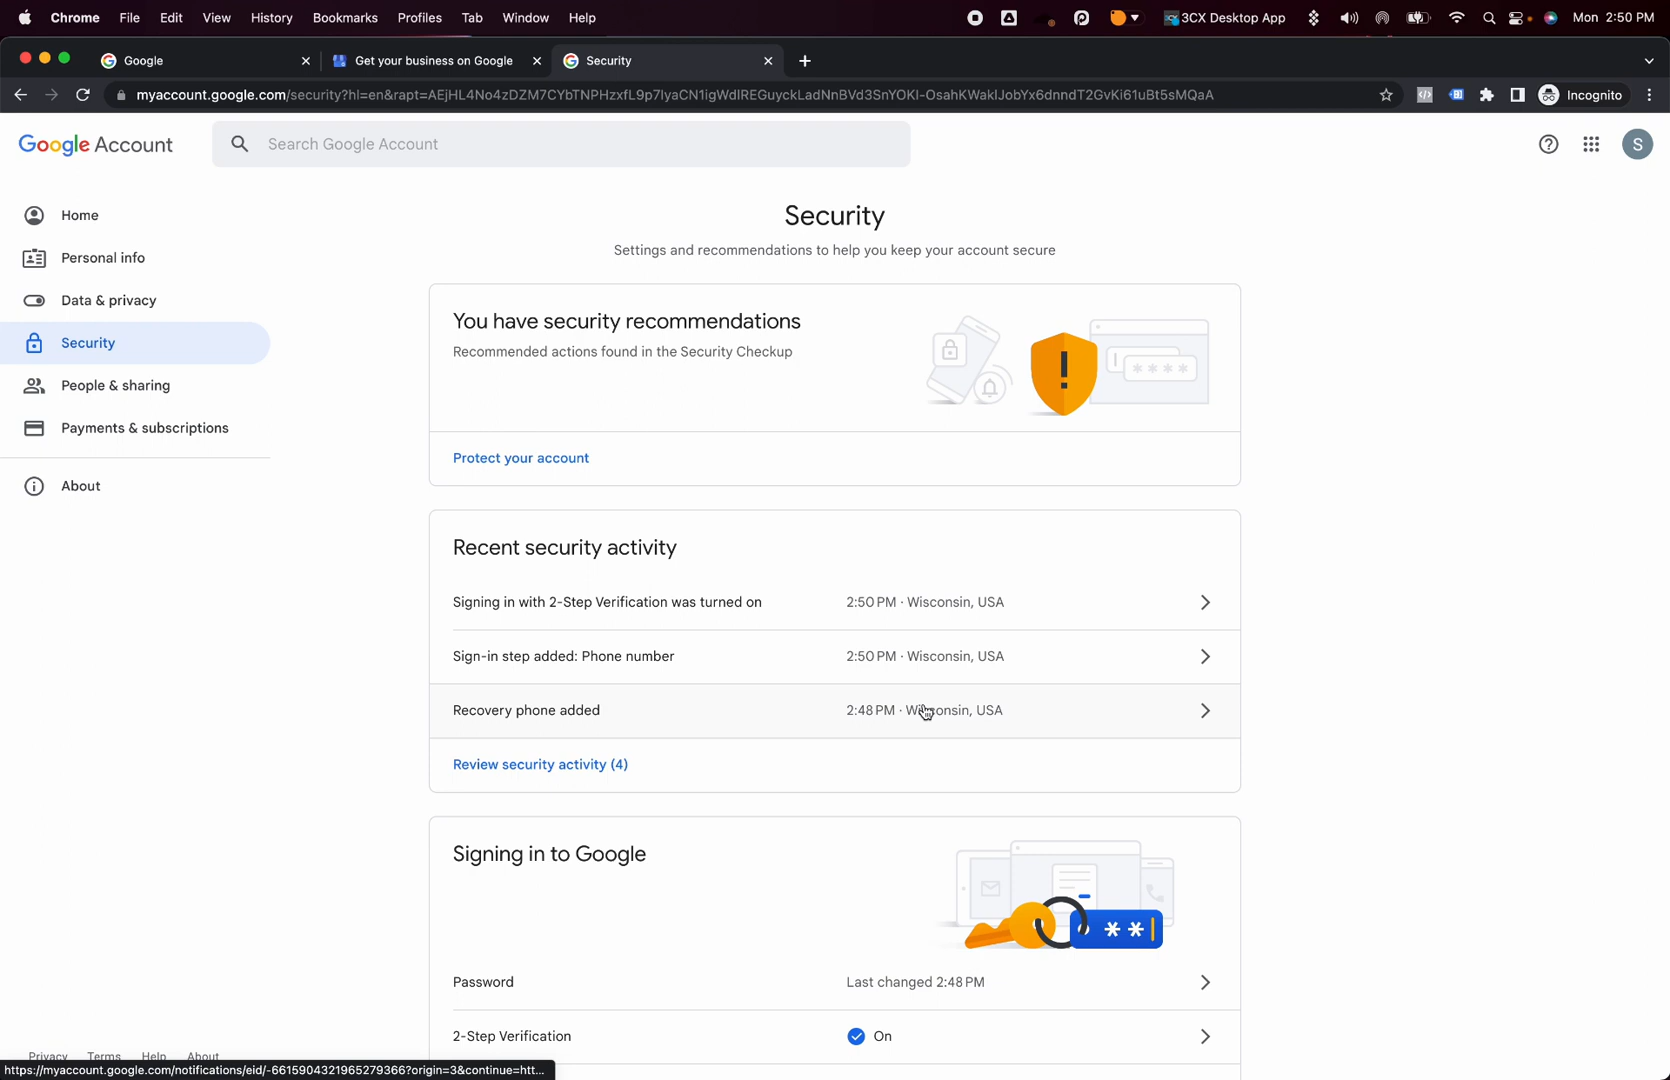 Chrome File Edit View History Bookmarks Profiles Tab Window Help 3CX Desktop App Mon 2:50 PM
Google Get your business on Google Security
myaccount.google.com/security?hl=en&rapt=AEjHL4No4zDZM7CYbTNPHzxfL9p7lyaCN1igWdIREGuyckLadNnBVd3SnYOKI-OsahKWaklJobYx6dnndT2GvKi61uBt5sMQaA Incognito
Google Account Search Google Account S
Home
Personal info
Data & privacy
Security
People & sharing
Payments & subscriptions
About
Security
Settings and recommendations to help you keep your account secure
You have security recommendations
Recommended actions found in the Security Checkup
Protect your account
Recent security activity
Signing in with 2-Step Verification was turned on 2:50 PM · Wisconsin, USA
Sign-in step added: Phone number 2:50 PM · Wisconsin, USA
Recovery phone added 2:48 PM · Wisconsin, USA
Review security activity (4)
Signing in to Google
Password Last changed 2:48 PM
2-Step Verification On
Privacy Terms Help About
https://myaccount.google.com/notifications/eid/-6615904321965279366?origin=3&continue=htt...